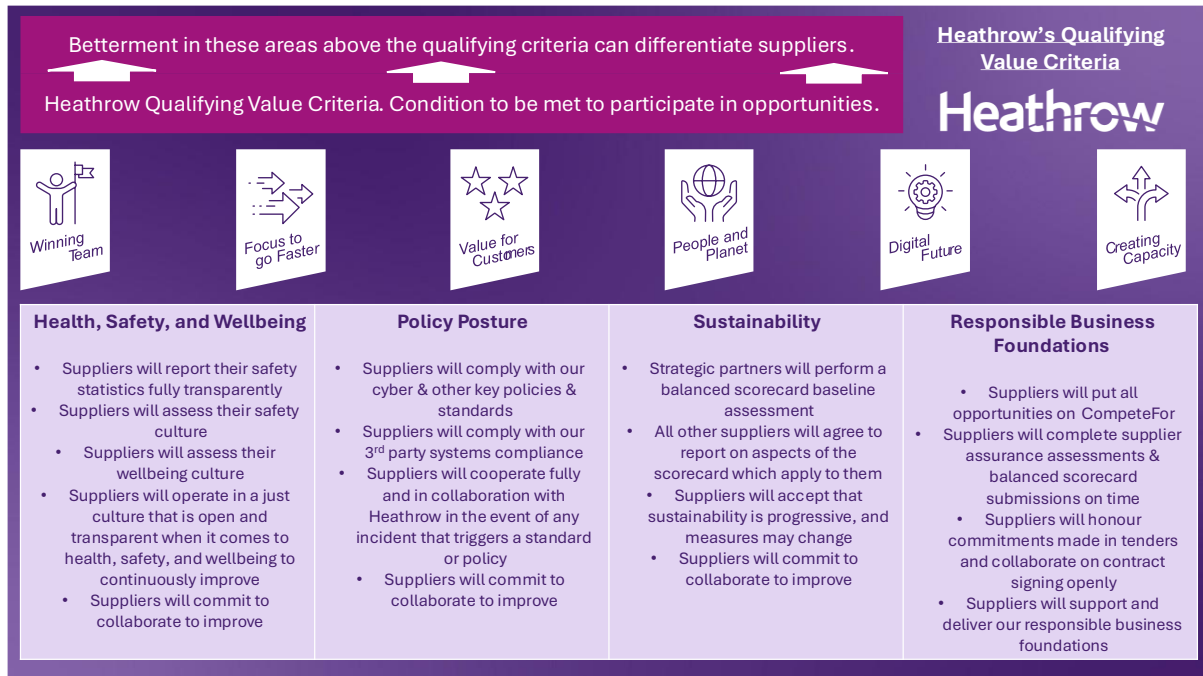 Betterment in these areas above the qualifying criteria can differentiate suppliers.
Heathrow Qualifying Value Criteria. Condition to be met to participate in opportunities.
Heathrow's Qualifying
Value Criteria
Heathrow
Winning
Team
Focus to
go Faster
Value for
Customers
People and
Planet
Digital
Future
Creating
Capacity
Health, Safety, and Wellbeing
• Suppliers will report their safety
statistics fully transparently
• Suppliers will assess their safety
culture
• Suppliers will assess their
wellbeing culture
• Suppliers will operate in a just
culture that is open and
transparent when it comes to
health, safety, and wellbeing to
continuously improve
• Suppliers will commit to
collaborate to improve
Policy Posture
• Suppliers will comply with our
cyber & other key policies &
standards
• Suppliers will comply with our
3rd party systems compliance
• Suppliers will cooperate fully
and in collaboration with
Heathrow in the event of any
incident that triggers a standard
or policy
• Suppliers will commit to
collaborate to improve
Sustainability
• Strategic partners will perform a
balanced scorecard baseline
assessment
• All other suppliers will agree to
report on aspects of the
scorecard which apply to them
• Suppliers will accept that
sustainability is progressive, and
measures may change
• Suppliers will commit to
collaborate to improve
Responsible Business
Foundations
• Suppliers will put all
opportunities on CompeteFor
• Suppliers will complete supplier
assurance assessments &
balanced scorecard
submissions on time
• Suppliers will honour
commitments made in tenders
and collaborate on contract
signing openly
• Suppliers will support and
deliver our responsible business
foundations